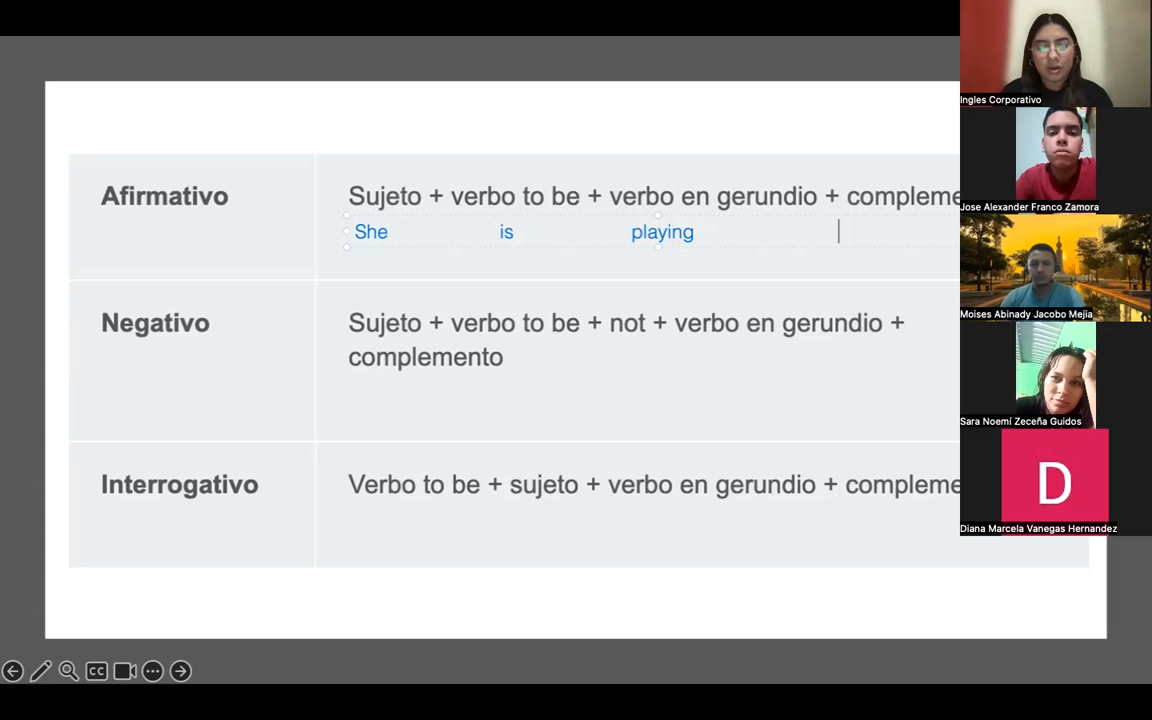 Afirmativo
Sujeto + verbo to be + verbo en gerundio + compleme
She is playing
Negativo
Sujeto + verbo to be + not + verbo en gerundio +
complemento
Interrogativo
Verbo to be + sujeto + verbo en gerundio + compleme
Ingles Corporativo
Jose Alexander Franco Zamora
Moises Abinady Jacobo Mejia
Sara Noemí Zeceña Guidos
D
Diana Marcela Vanegas Hernandez
CC